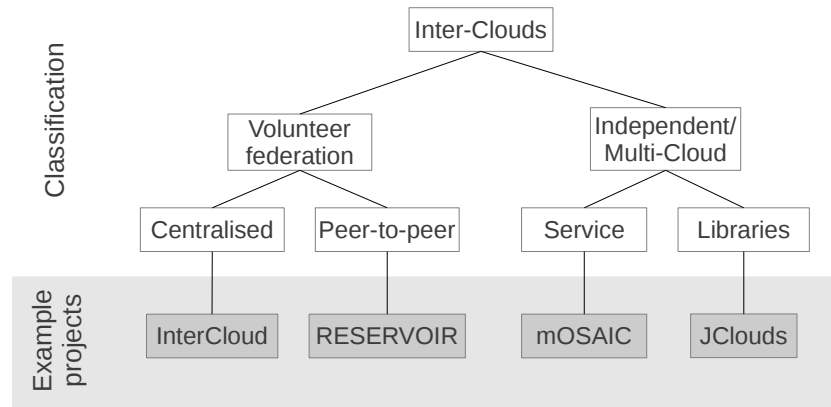 Inter-Clouds
Classification
Volunteer
federation
Independent/
Multi-Cloud
Centralised
Peer-to-peer
Service
Libraries
Example
projects
InterCloud
RESERVOIR
mOSAIC
JClouds